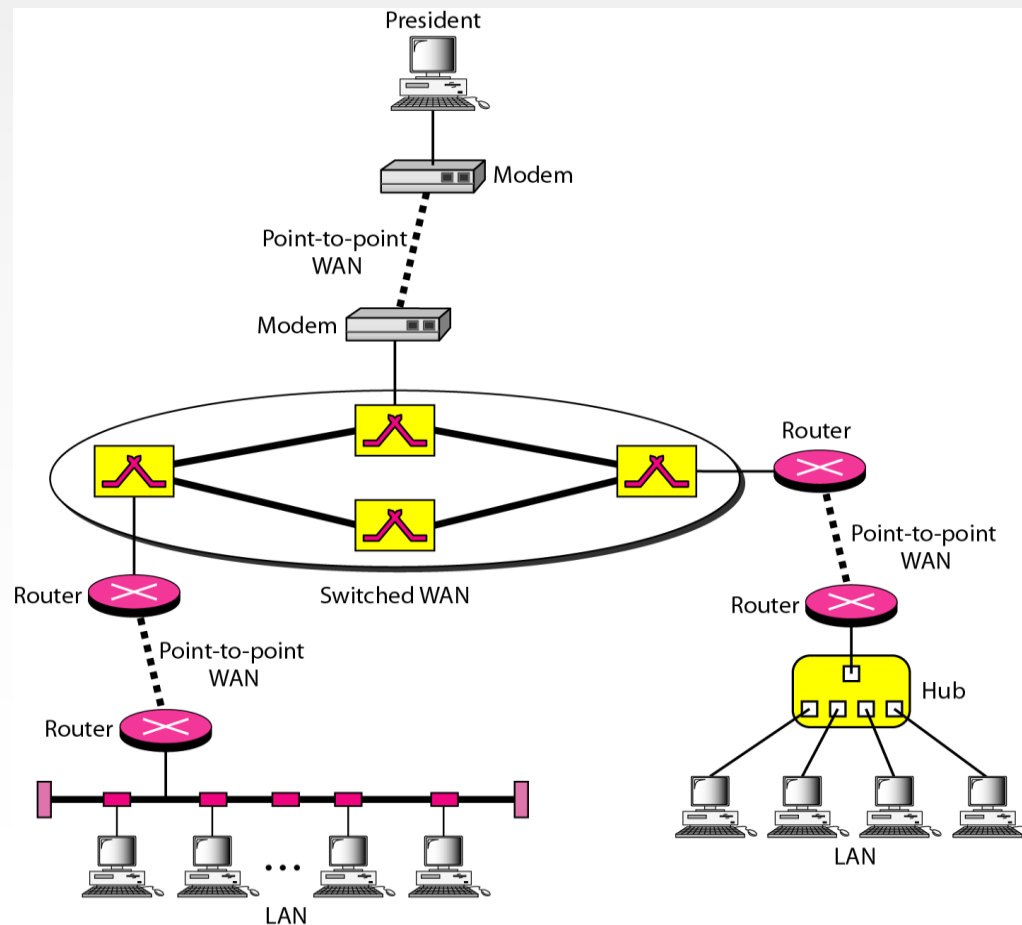 President
Modem
Point-to-point
WAN
Modem
Router
Point-to-point
WAN
Router
Switched WAN
Router
Point-to-point
WAN
Hub
Router
LAN
LAN